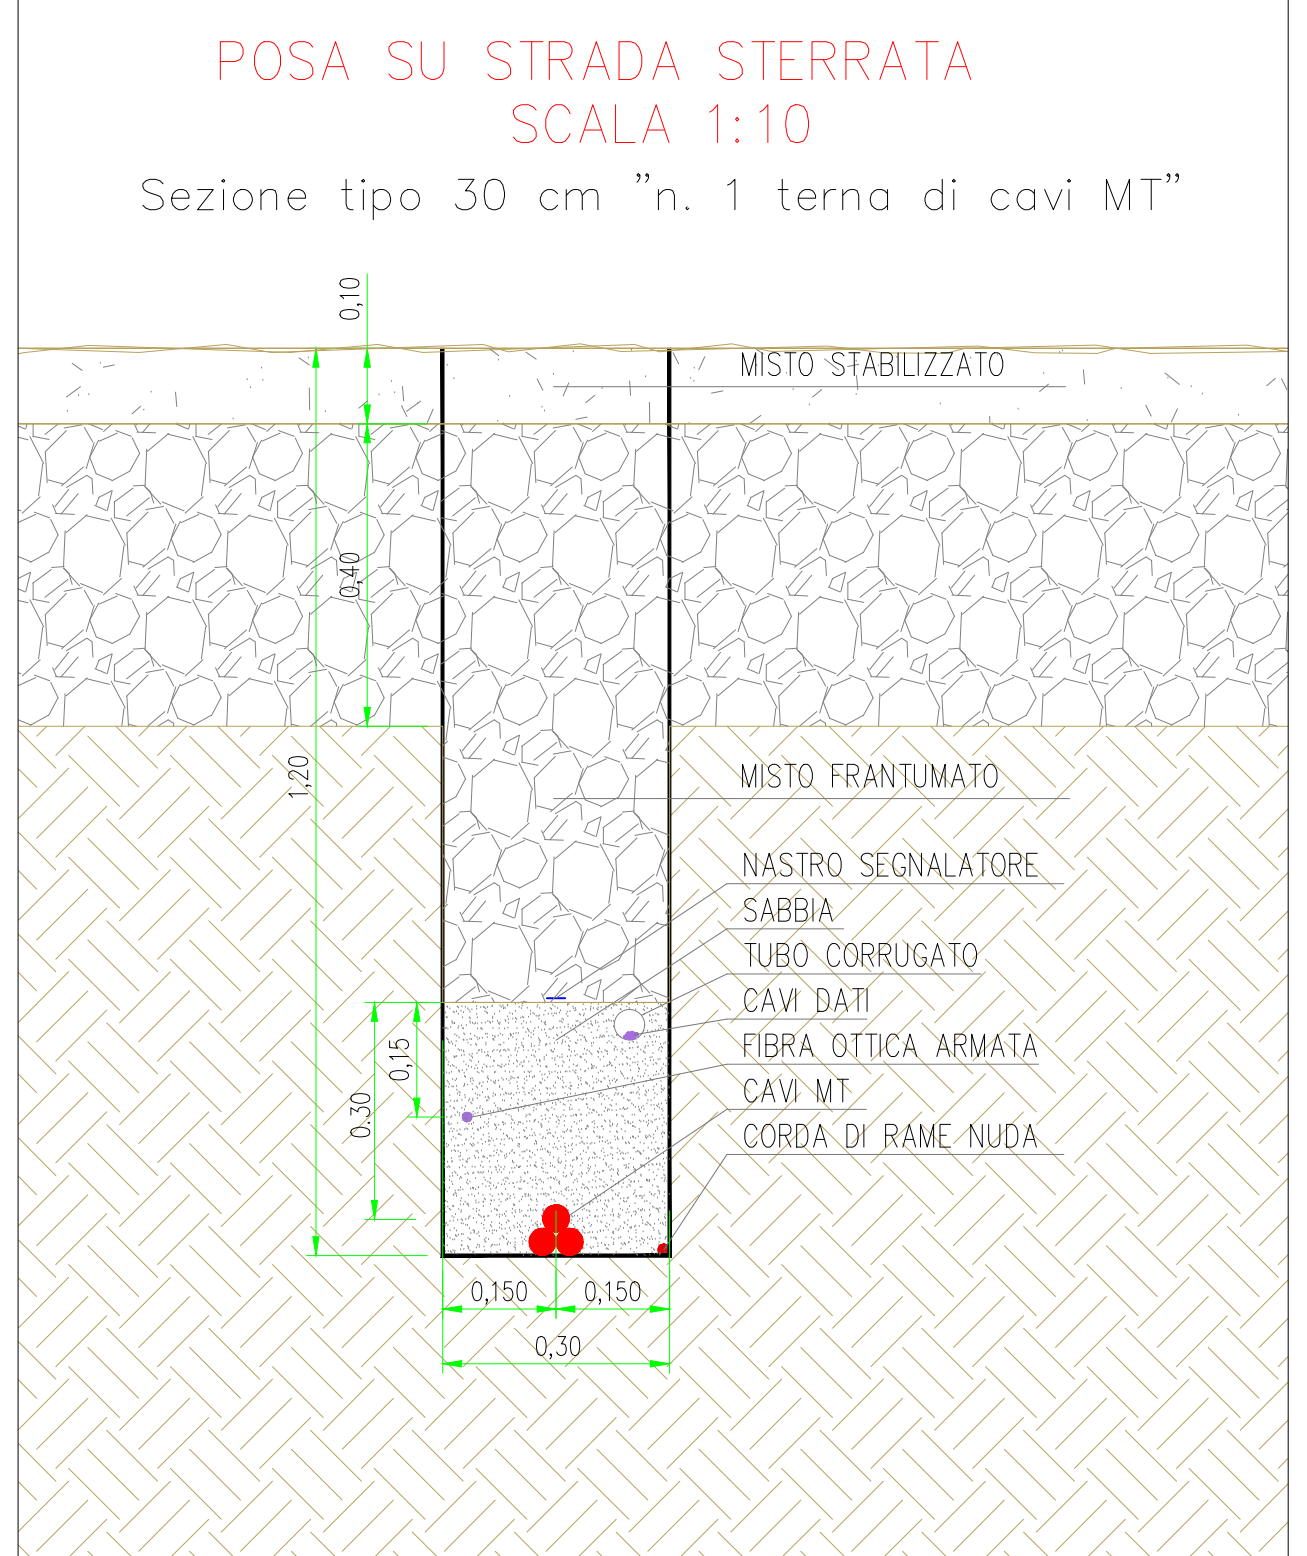 POSA SU STRADA STERRATA
SCALA 1:10
Sezione tipo 30 cm "n. 1 terna di cavi MT"
0,10
MISTO STABILIZZATO
0,40
1,20
MISTO FRANTUMATO
NASTRO SEGNALATORE
SABBIA
TUBO CORRUGATO
CAVI DATI
FIBRA OTTICA ARMATA
CAVI MT
CORDA DI RAME NUDA
0,15
0.30
0,150
0,150
0,30